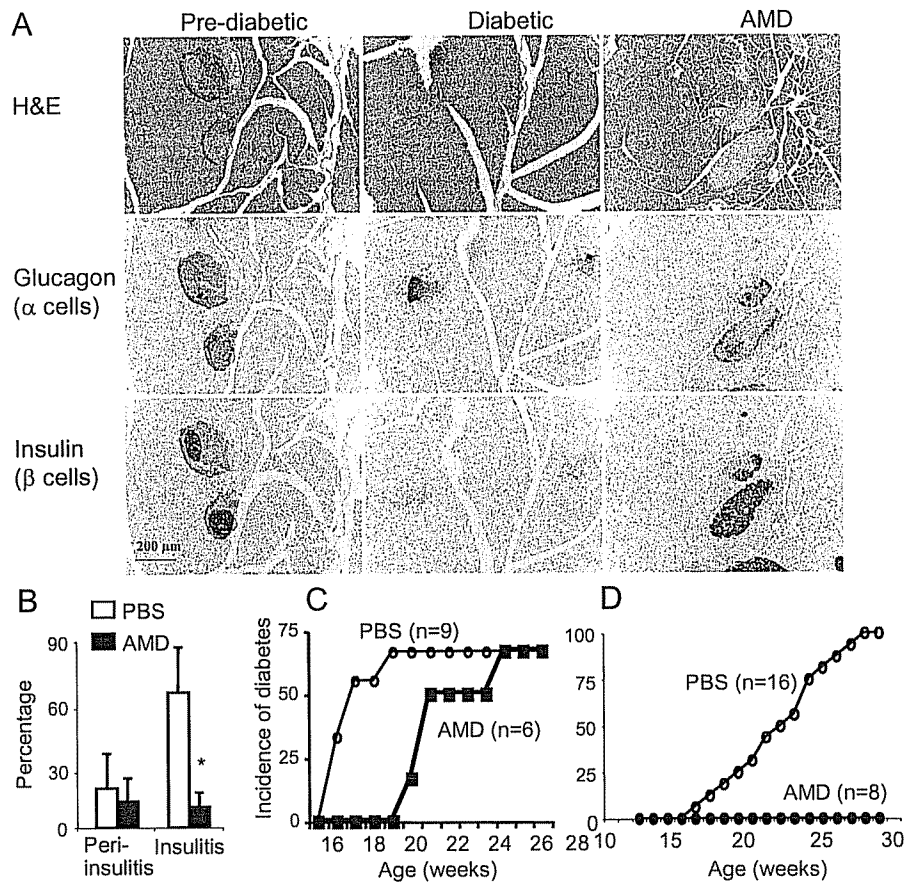 A
Pre-diabetic
Diabetic
AMD
H&E
Glucagon
(α cells)
Insulin
(β cells)
200 µm
B
PBS
AMD
Percentage
90
60
30
0
Peri-
insulitis
Insulitis
*
C
Incidence of diabetes
75
50
25
0
PBS (n=9)
AMD (n=6)
16 18 20 22 24 26 28
Age (weeks)
D
100
75
50
25
0
PBS (n=16)
AMD (n=8)
10 15 20 25 30
Age (weeks)